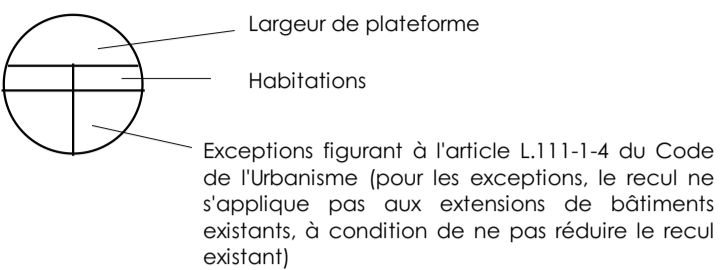 Largeur de plateforme
Habitations
Exceptions figurant à l'article L.111-1-4 du Code
de l'Urbanisme (pour les exceptions, le recul ne
s'applique pas aux extensions de bâtiments
existants, à condition de ne pas réduire le recul
existant)